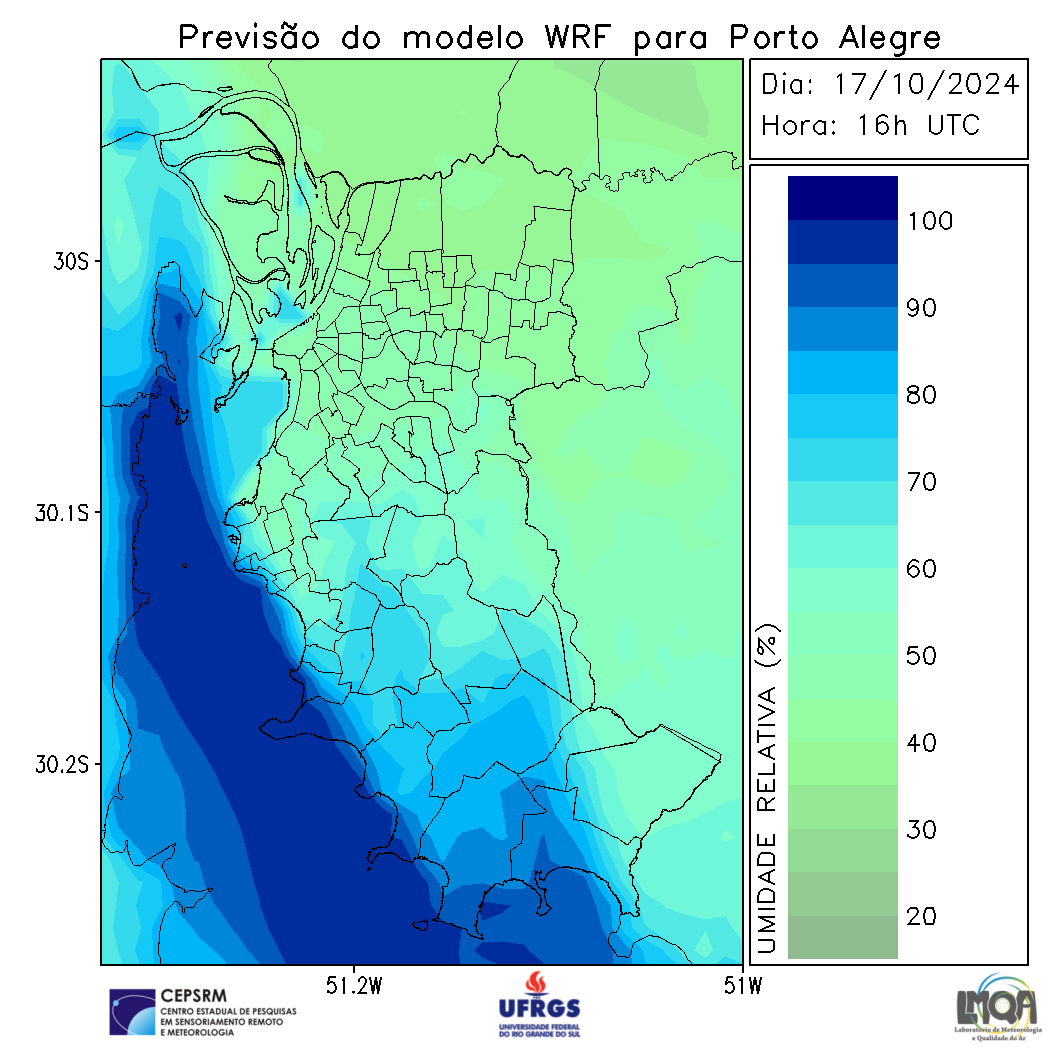 Previsão do modelo WRF para Porto Alegre
Dia: 17/10/2024
Hora: 16h UTC
30S
30.1S
30.2S
51.2W
51W
UMIDADE RELATIVA (%)
100
90
80
70
60
50
40
30
20
CEPSRM
CENTRO ESTADUAL DE PESQUISAS
EM SENSORIAMENTO REMOTO
E METEOROLOGIA
UFRGS
UNIVERSIDADE FEDERAL
DO RIO GRANDE DO SUL
LMQA
Laboratório de Meteorologia
e Qualidade do Ar